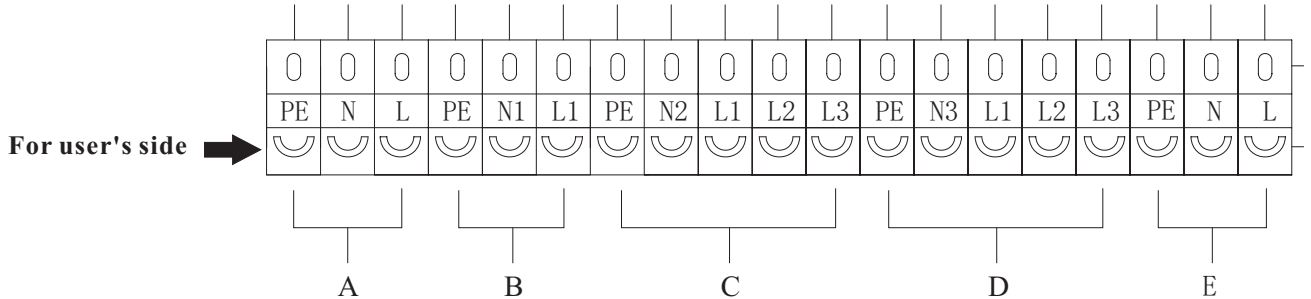 PE N L PE N1 L1 PE N2 L1 L2 L3 PE N3 L1 L2 L3 PE N L
For user's side
A B C D E